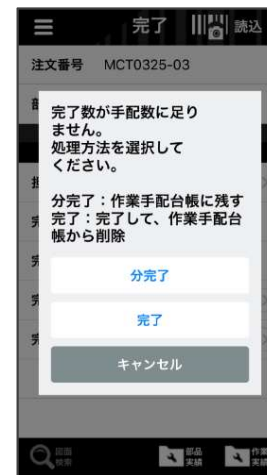 完了
読込
注文番号 MCT0325-03
完了数が手配数に足り
ません。
処理方法を選択して
ください。
分完了：作業手配台帳に残す
完了：完了して、作業手配台
帳から削除
分完了
完了
キャンセル
図面
検索
部品
実績
作業
実績